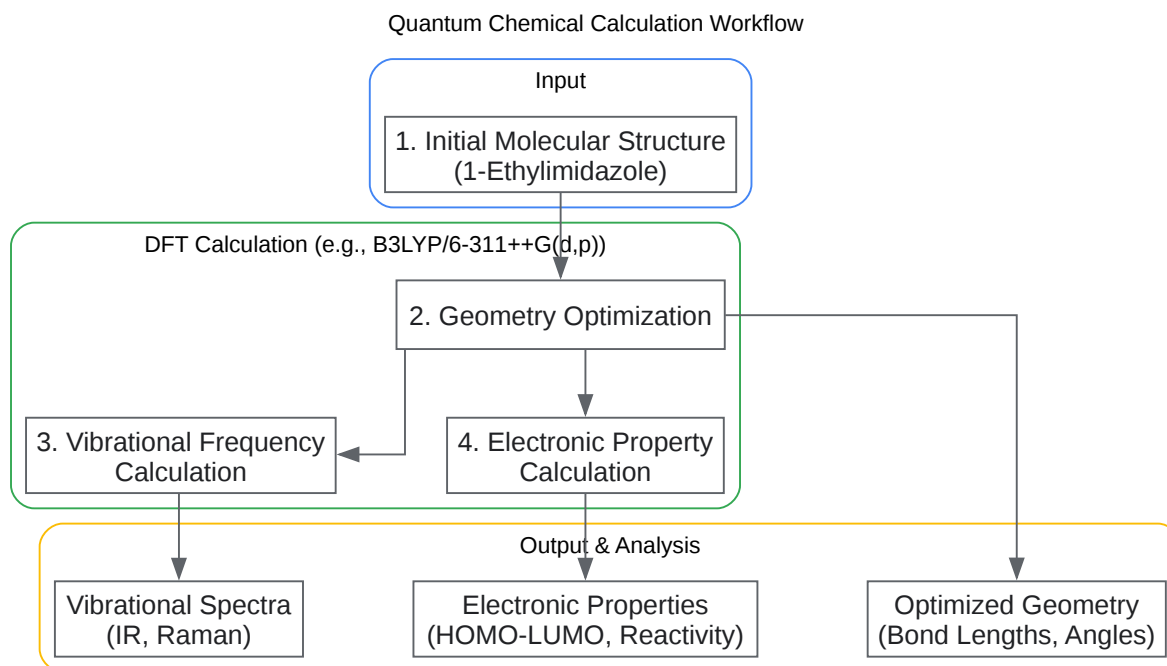 Quantum Chemical Calculation Workflow
Input
1. Initial Molecular Structure
(1-Ethylimidazole)
DFT Calculation (e.g., B3LYP/6-311++G(d,p))
2. Geometry Optimization
3. Vibrational Frequency
Calculation
4. Electronic Property
Calculation
Output & Analysis
Vibrational Spectra
(IR, Raman)
Electronic Properties
(HOMO-LUMO, Reactivity)
Optimized Geometry
(Bond Lengths, Angles)